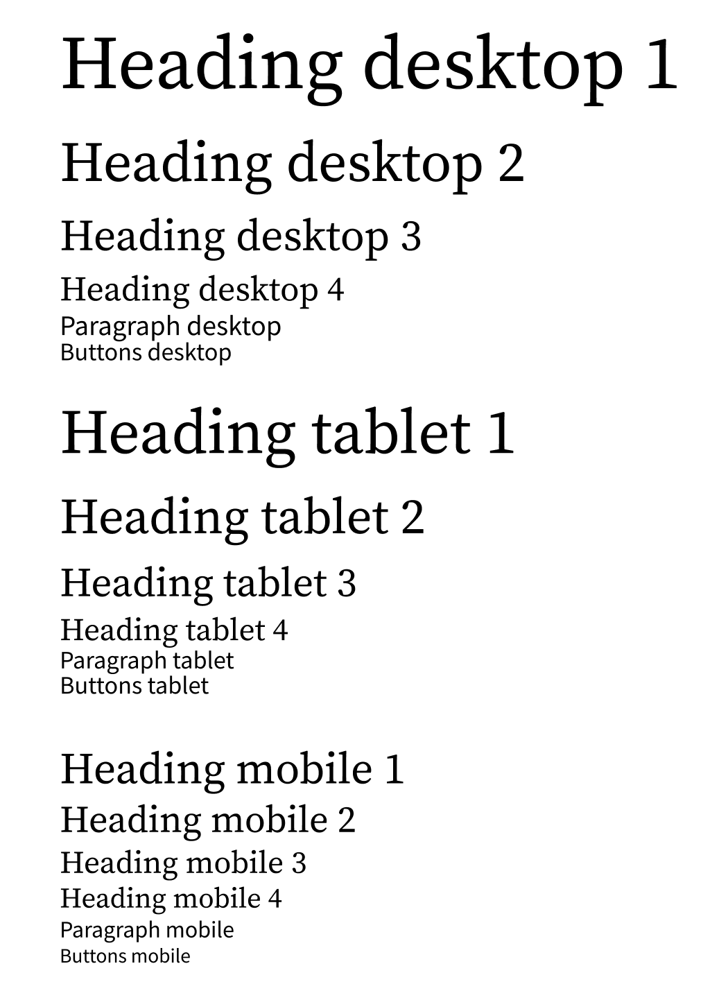 Heading desktop 1
Heading desktop 2
Heading desktop 3
Heading desktop 4
Paragraph desktop
Buttons desktop
Heading tablet 1
Heading tablet 2
Heading tablet 3
Heading tablet 4
Paragraph tablet
Buttons tablet
Heading mobile 1
Heading mobile 2
Heading mobile 3
Heading mobile 4
Paragraph mobile
Buttons mobile